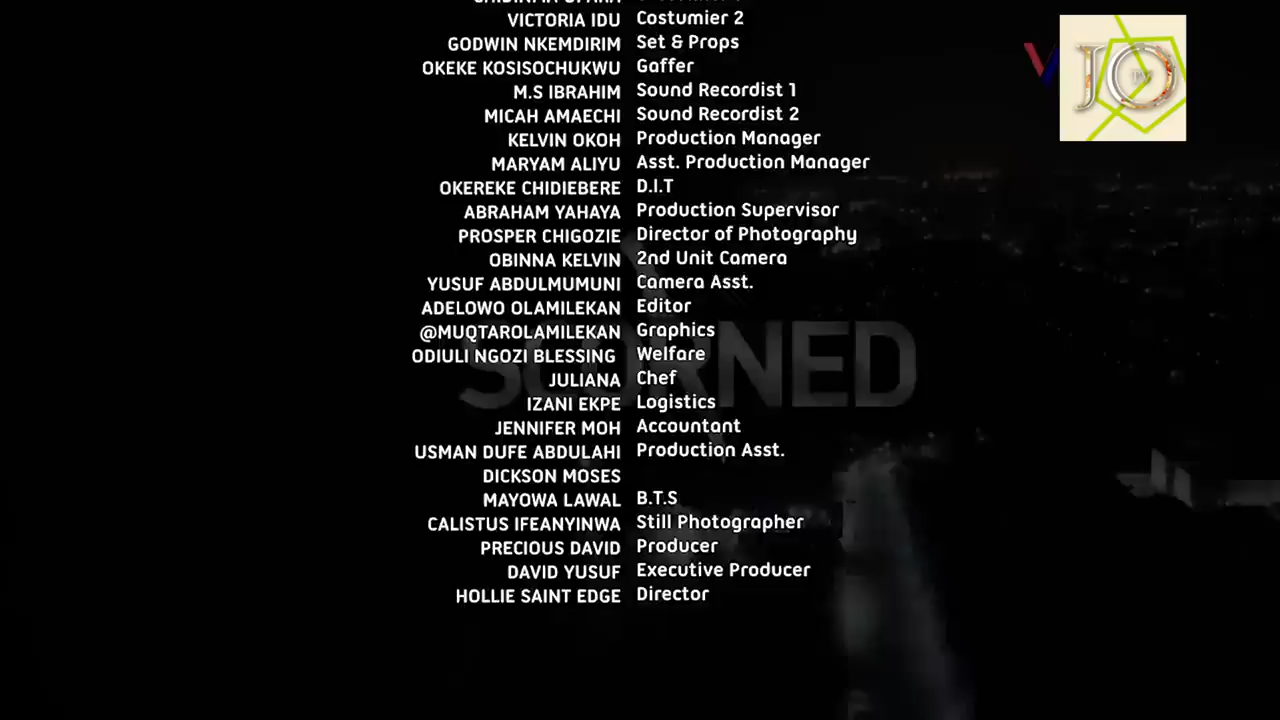 VICTORIA IDU Costumier 2
GODWIN NKEMDIRIM Set & Props
OKEKE KOSISOCHUKWU Gaffer
M.S IBRAHIM Sound Recordist 1
MICAH AMAECHI Sound Recordist 2
KELVIN OKOH Production Manager
MARYAM ALIYU Asst. Production Manager
OKEREKE CHIDIEBERE D.I.T
ABRAHAM YAHAYA Production Supervisor
PROSPER CHIGOZIE Director of Photography
OBINNA KELVIN 2nd Unit Camera
YUSUF ABDULMUMUNI Camera Asst.
ADELOWO OLAMILEKAN Editor
@MUQTAROLAMILEKAN Graphics
ODIULI NGOZI BLESSING Welfare
JULIANA Chef
IZANI EKPE Logistics
JENNIFER MOH Accountant
USMAN DUFE ABDULAHI Production Asst.
DICKSON MOSES
MAYOWA LAWAL B.T.S
CALISTUS IFEANYINWA Still Photographer
PRECIOUS DAVID Producer
DAVID YUSUF Executive Producer
HOLLIE SAINT EDGE Director
SCORNED
JO
TV